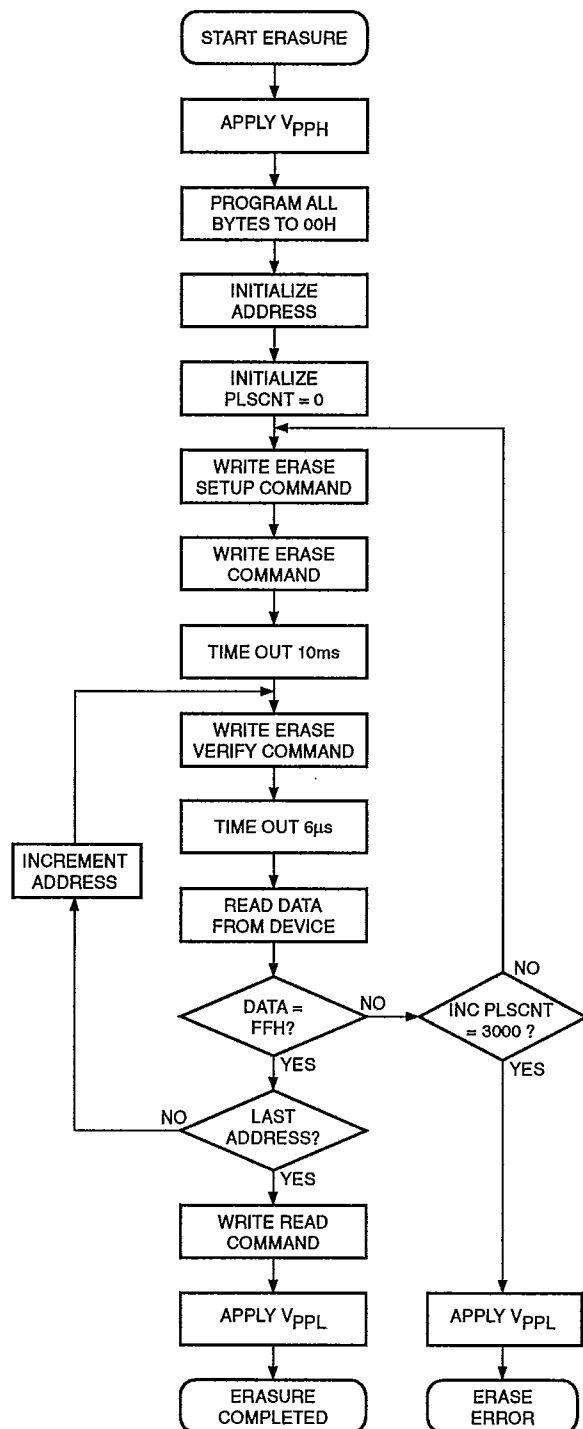 START ERASURE
APPLY VPPH
PROGRAM ALL
BYTES TO 00H
INITIALIZE
ADDRESS
INITIALIZE
PLSCNT = 0
WRITE ERASE
SETUP COMMAND
WRITE ERASE
COMMAND
TIME OUT 10ms
WRITE ERASE
VERIFY COMMAND
TIME OUT 6µs
INCREMENT
ADDRESS
READ DATA
FROM DEVICE
DATA =
FFH?
NO
YES
INC PLSCNT
= 3000 ?
NO
YES
LAST
ADDRESS?
NO
YES
WRITE READ
COMMAND
APPLY VPPL
APPLY VPPL
ERASURE
COMPLETED
ERASE
ERROR